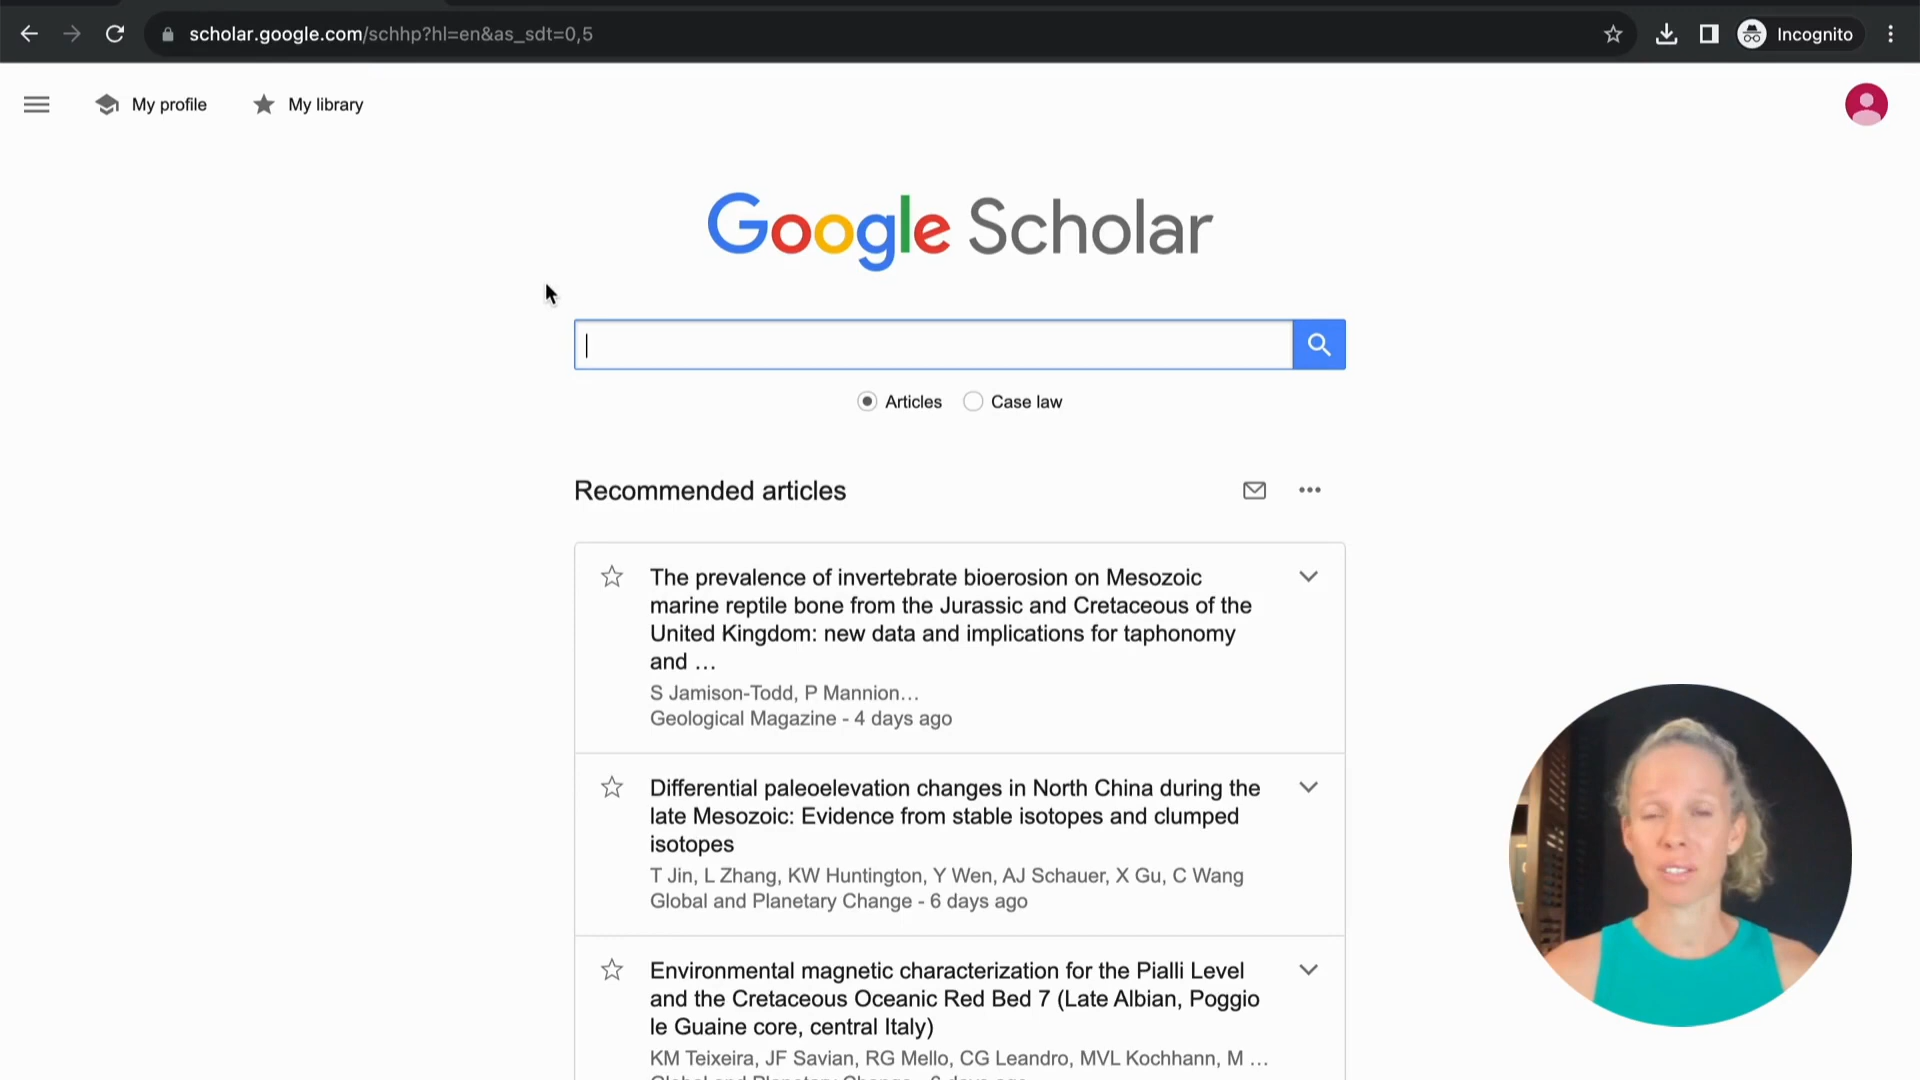 scholar.google.com/schhp?hl=en&as_sdt=0,5
Incognito
My profile
My library
Google Scholar
Articles
Case law
Recommended articles
The prevalence of invertebrate bioerosion on Mesozoic
marine reptile bone from the Jurassic and Cretaceous of the
United Kingdom: new data and implications for taphonomy
and …
S Jamison-Todd, P Mannion…
Geological Magazine - 4 days ago
Differential paleoelevation changes in North China during the
late Mesozoic: Evidence from stable isotopes and clumped
isotopes
T Jin, L Zhang, KW Huntington, Y Wen, AJ Schauer, X Gu, C Wang
Global and Planetary Change - 6 days ago
Environmental magnetic characterization for the Pialli Level
and the Cretaceous Oceanic Red Bed 7 (Late Albian, Poggio
le Guaine core, central Italy)
KM Teixeira, JF Savian, RG Mello, CG Leandro, MVL Kochhann, M …